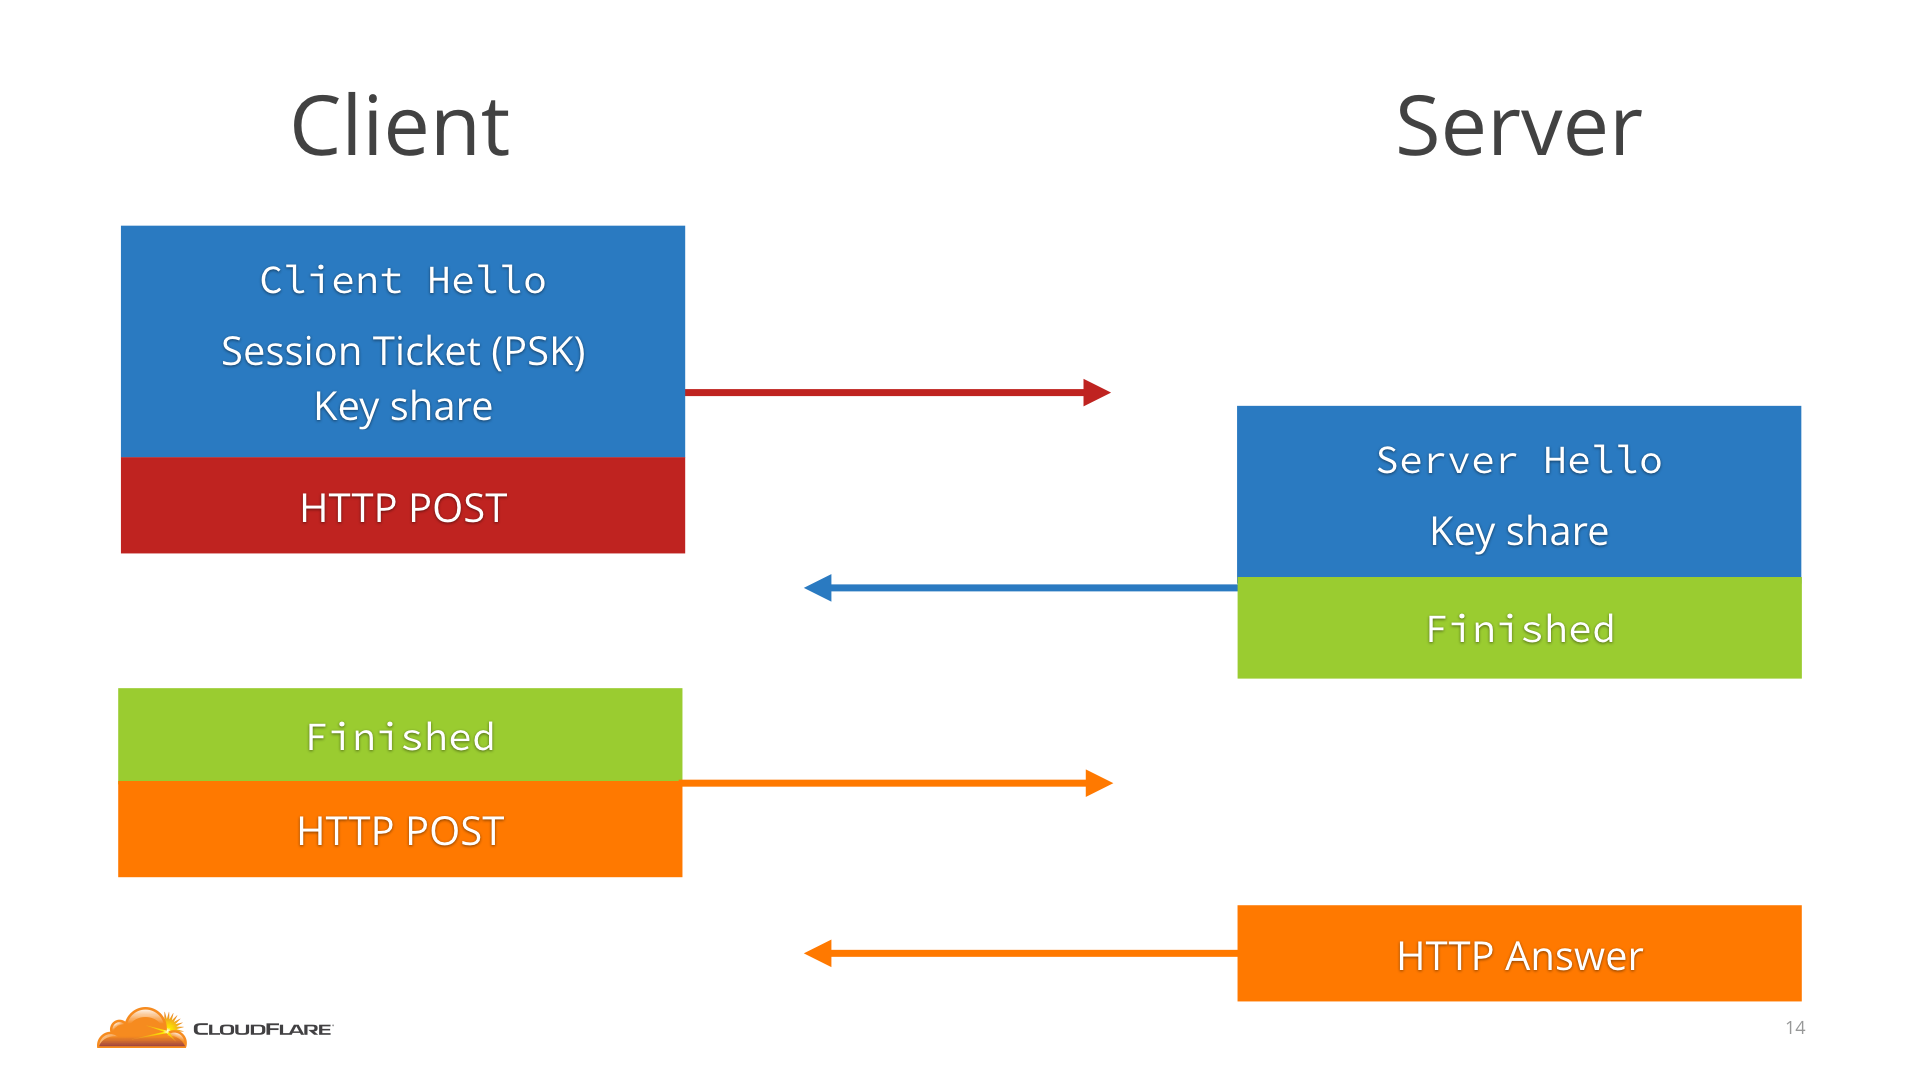 Client
Server
Client Hello
Session Ticket (PSK)
Key share
HTTP POST
Server Hello
Key share
Finished
Finished
HTTP POST
HTTP Answer
CLOUDFLARE
14